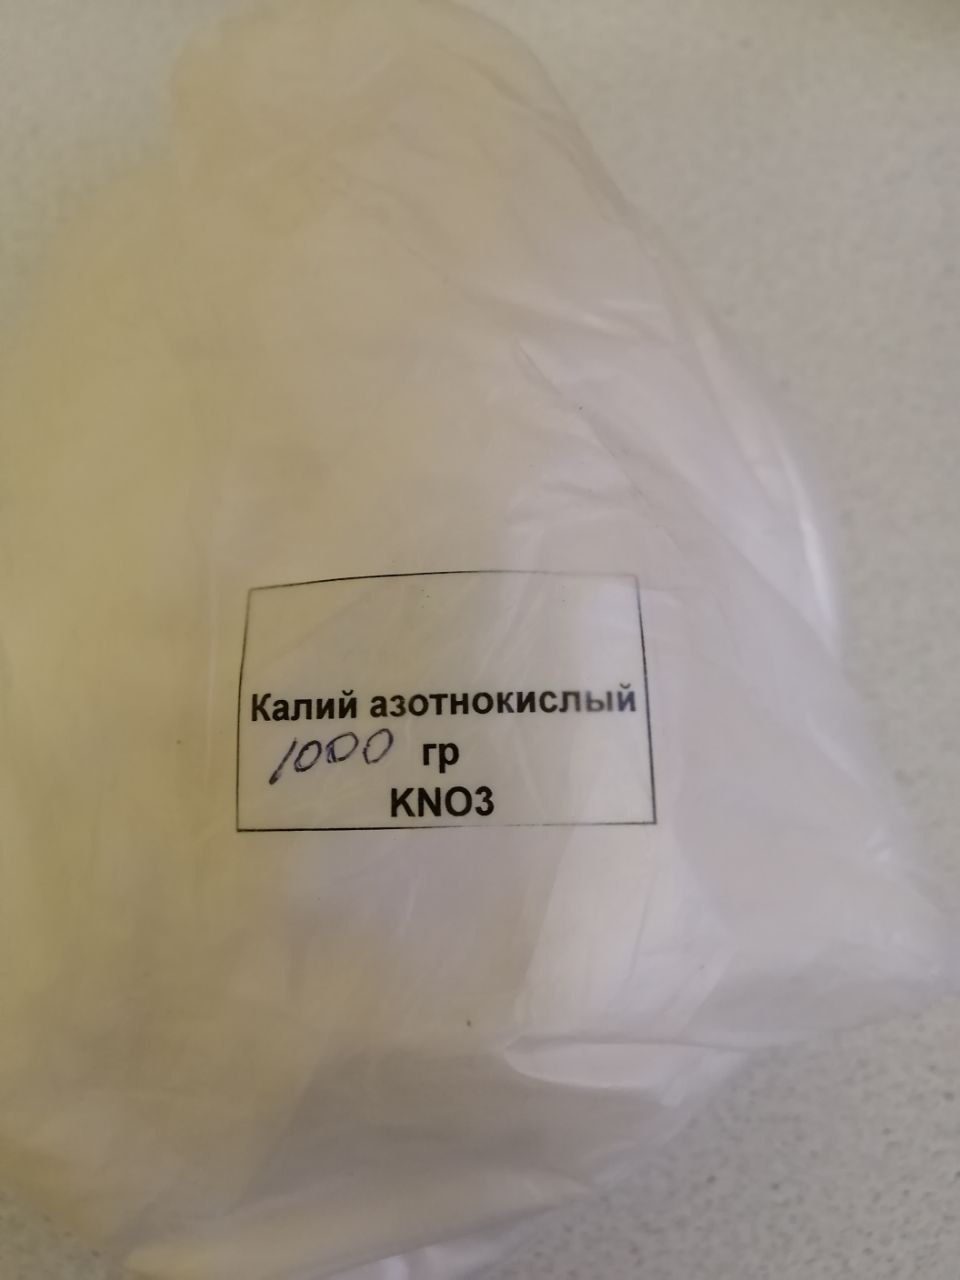 Калий азотнокислый
1000 гр
KNO3